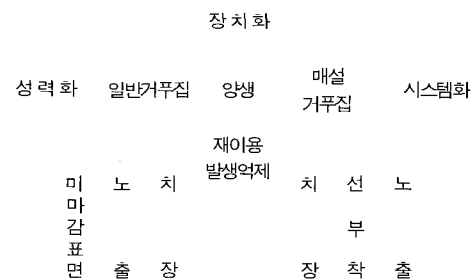 장치화
성력화 일반거푸집 양생 매설 거푸집 시스템화
재이용
발생억제
미마감표면 노출 치장 치장 선부착 노출